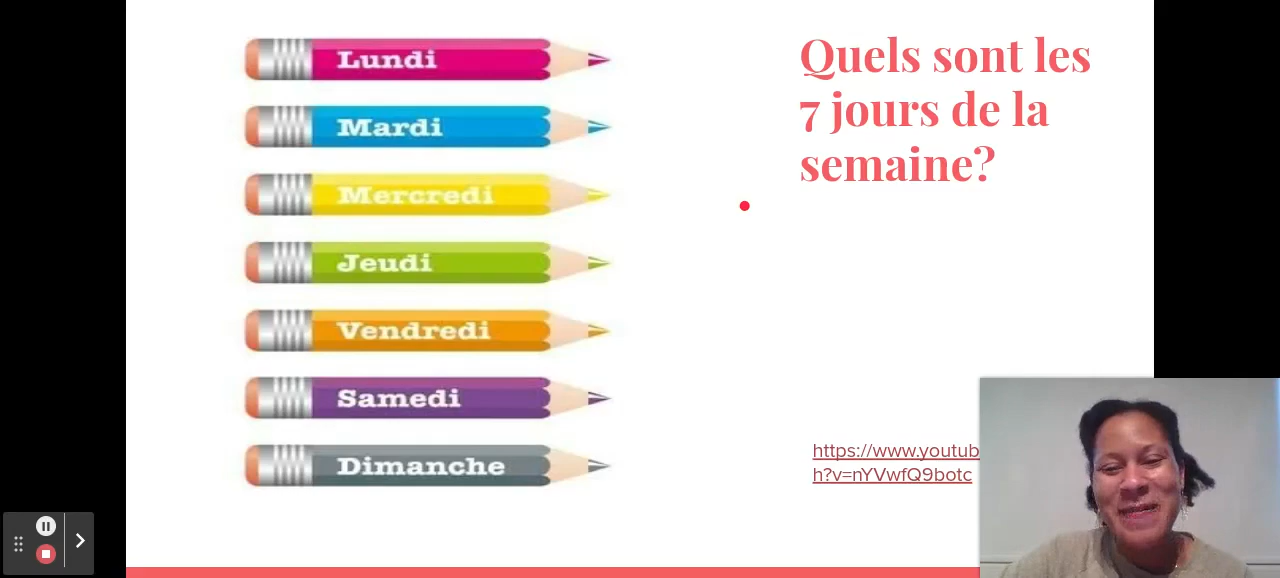 Lundi
Mardi
Mercredi
Jeudi
Vendredi
Samedi
Dimanche
Quels sont les
7 jours de la
semaine?
https://www.youtub
h?v=nYVwfQ9botc